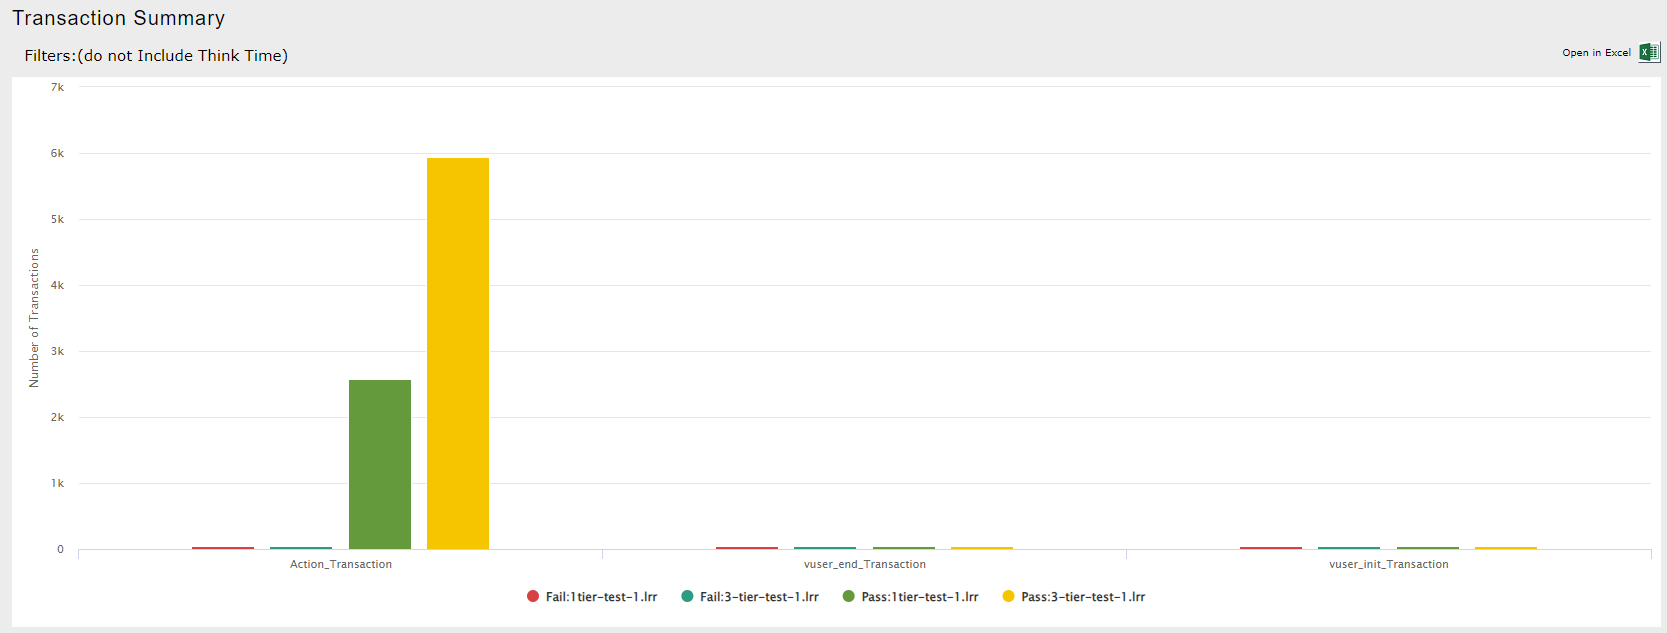 Transaction Summary
Filters:(do not Include Think Time)
Open in Excel
7k
6k
5k
4k
3k
2k
1k
0
Number of Transactions
Action_Transaction
vuser_end_Transaction
vuser_init_Transaction
Fail:1tier-test-1.lrr
Fail:3-tier-test-1.lrr
Pass:1tier-test-1.lrr
Pass:3-tier-test-1.lrr